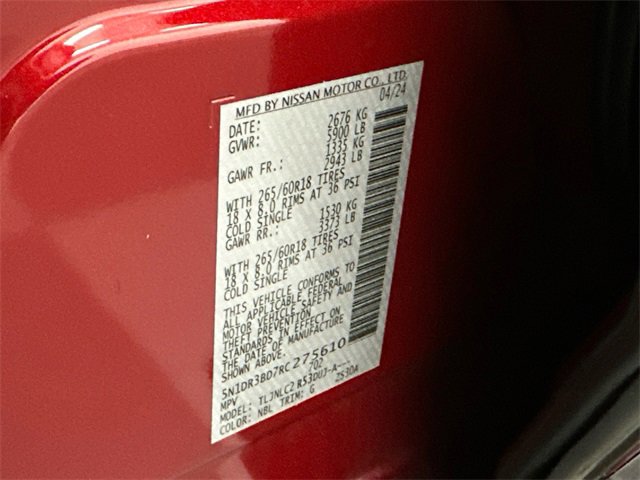 MFD BY NISSAN MOTOR CO., LTD.
DATE: 04/24
GVWR: 2676 KG
5900 LB
GAWR FR.: 1335 KG
2943 LB
WITH 265/60R18 TIRES
18 X 8.0 RIMS AT 36 PSI
COLD SINGLE
GAWR RR.: 1530 KG
3373 LB
WITH 265/60R18 TIRES
18 X 8.0 RIMS AT 36 PSI
COLD SINGLE
THIS VEHICLE CONFORMS TO
ALL APPLICABLE FEDERAL
MOTOR VEHICLE SAFETY AND
THEFT PREVENTION
STANDARDS IN EFFECT ON
THE DATE OF MANUFACTURE
SHOWN ABOVE.
5N1DR3BD7RC275610
MPV 702
MODEL: TLJNLC2 R53DUJ-A---
COLOR: NBL TRIM: G 2530A